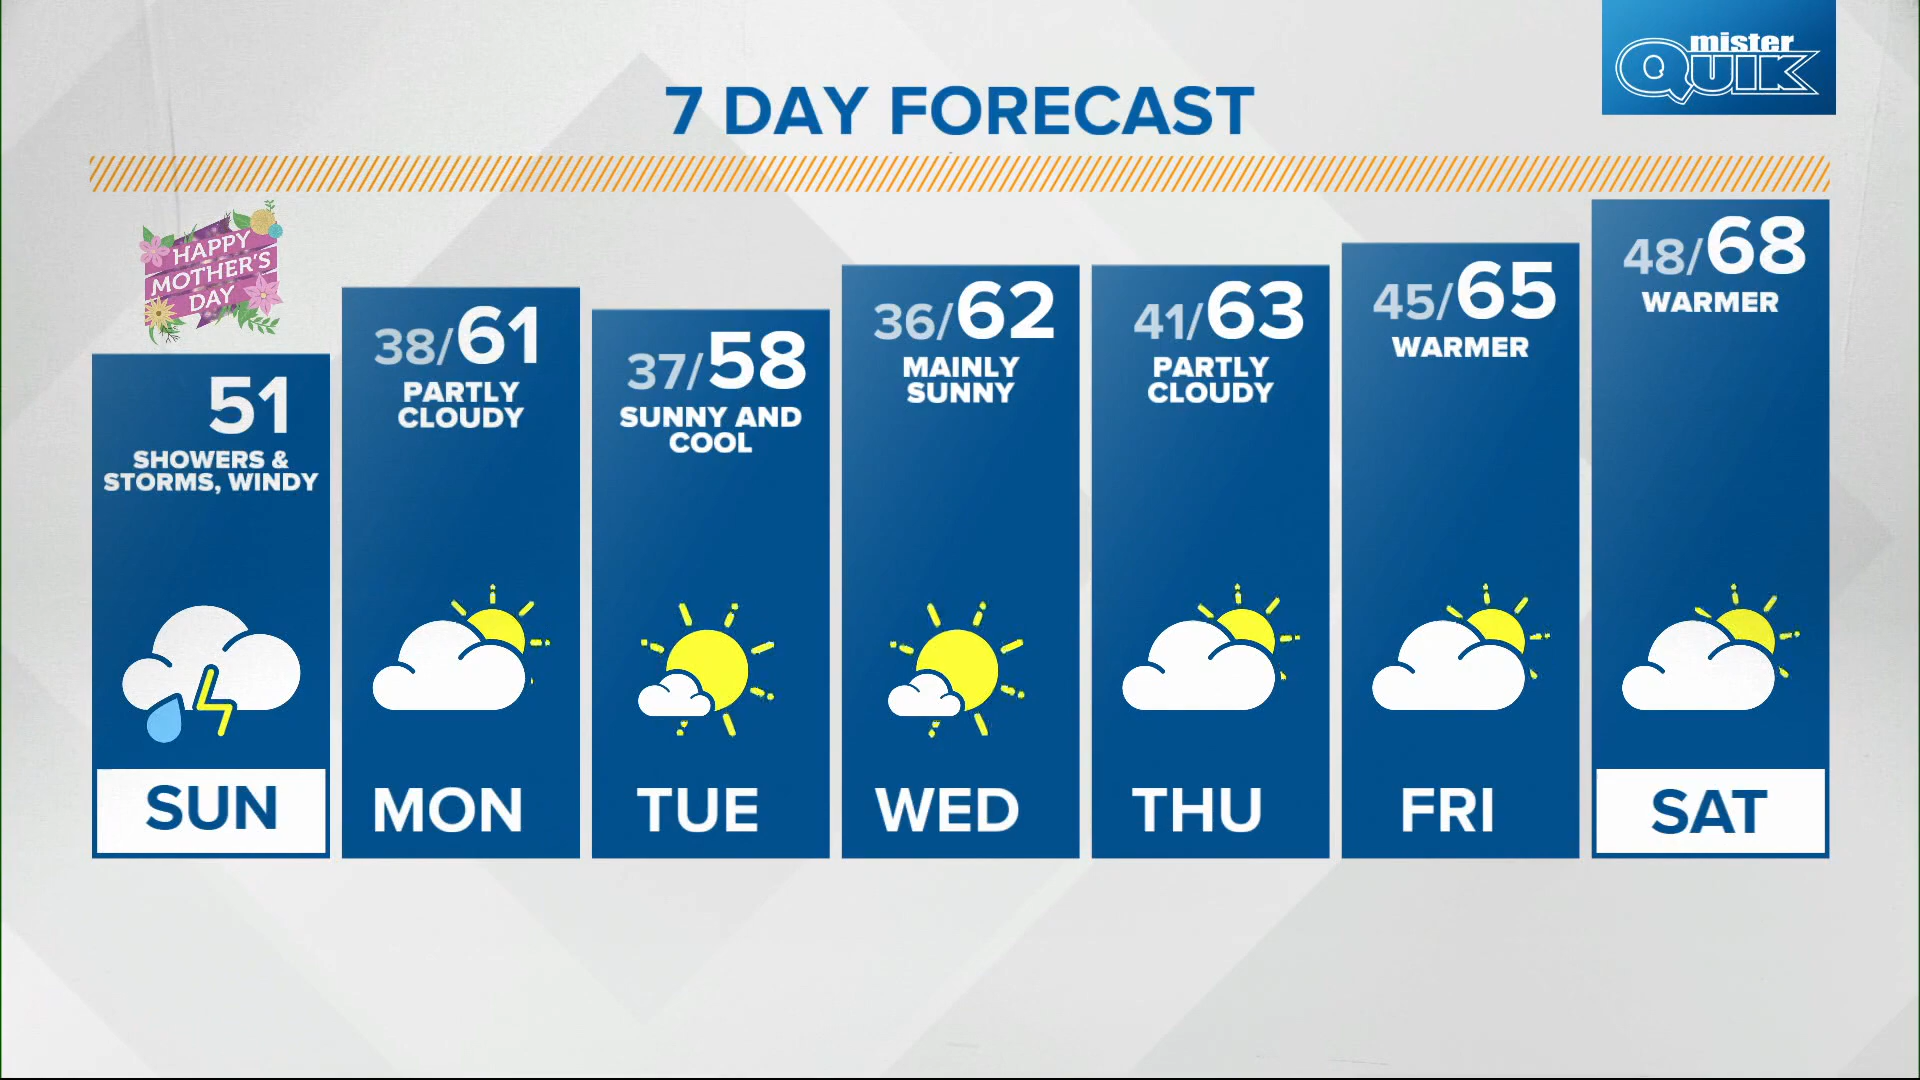 mister
Quik
7 DAY FORECAST
HAPPY
MOTHER'S
DAY
51
SHOWERS &
STORMS, WINDY
SUN
38/61
PARTLY
CLOUDY
MON
37/58
SUNNY AND
COOL
TUE
36/62
MAINLY
SUNNY
WED
41/63
PARTLY
CLOUDY
THU
45/65
WARMER
FRI
48/68
WARMER
SAT